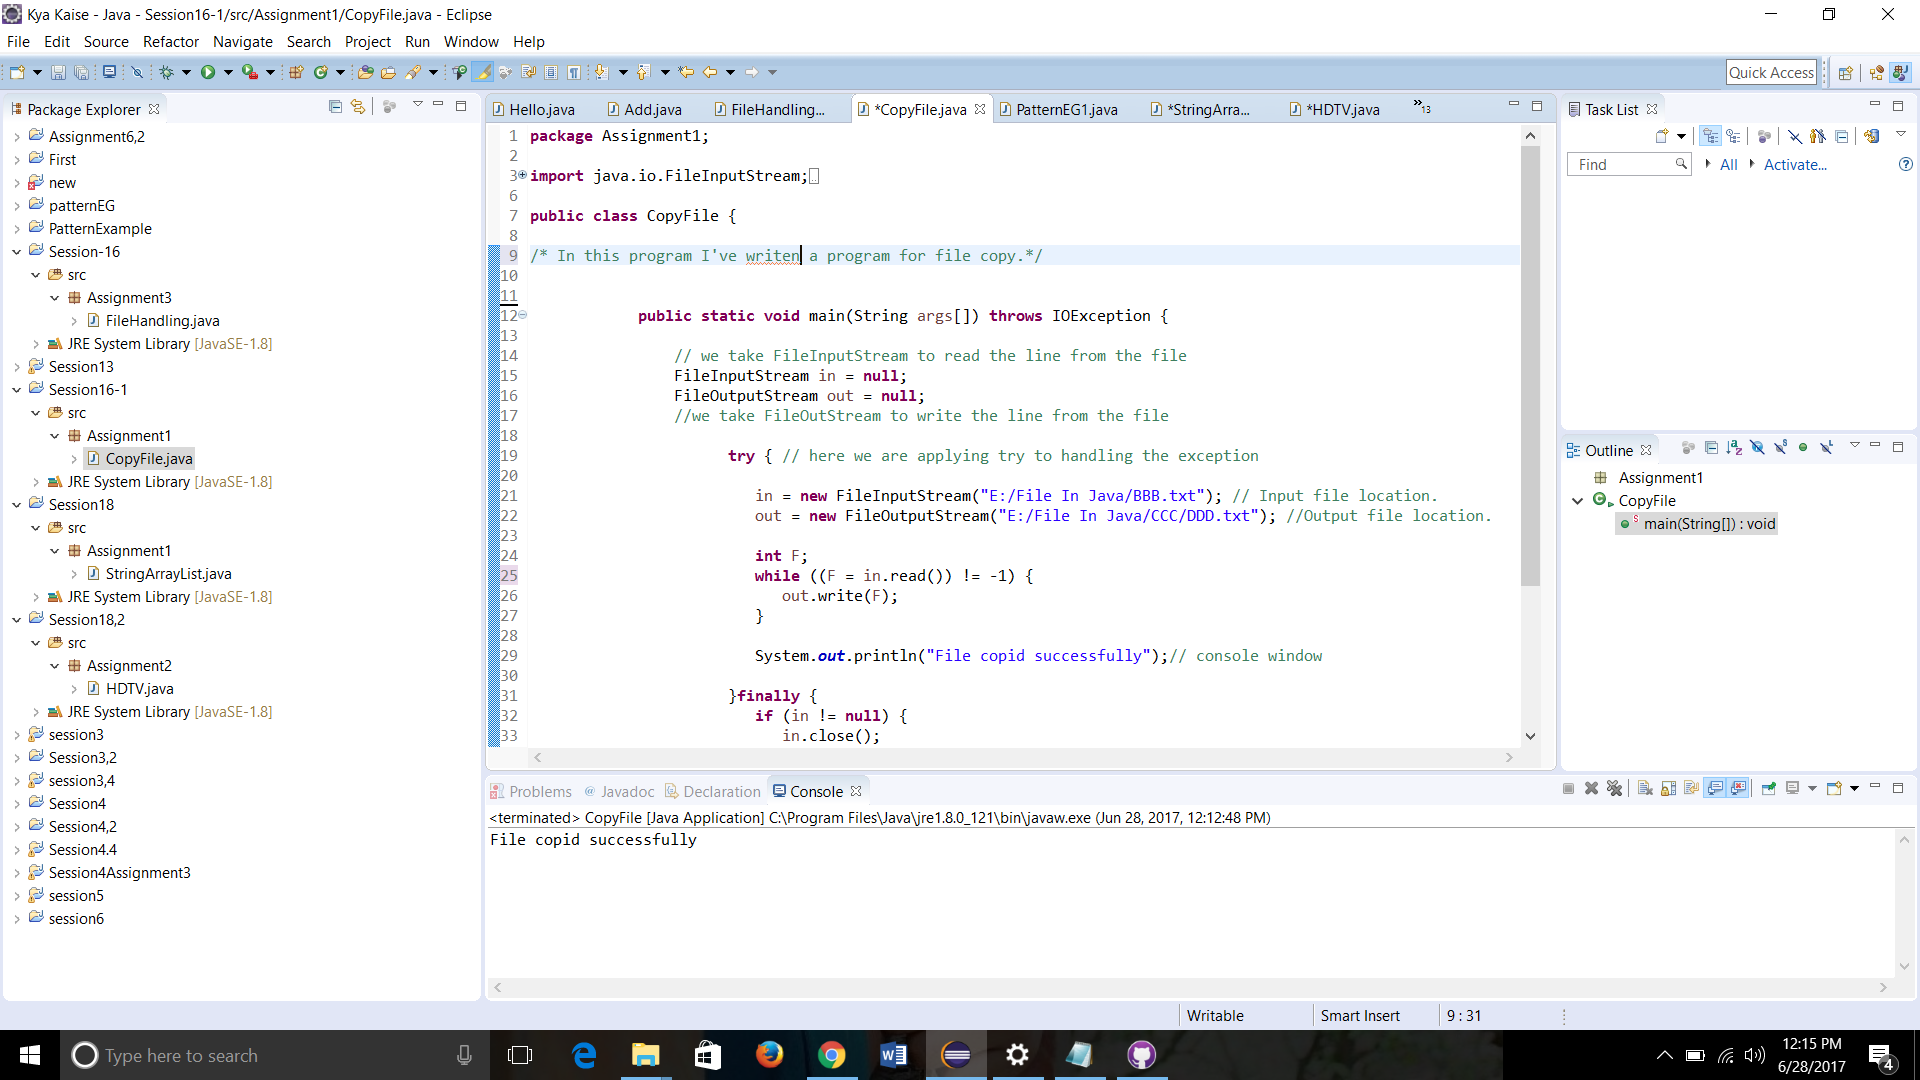 Kya Kaise - Java - Session16-1/src/Assignment1/CopyFile.java - Eclipse
File Edit Source Refactor Navigate Search Project Run Window Help
Quick Access
Package Explorer
Assignment6,2
First
new
patternEG
PatternExample
Session-16
src
Assignment3
FileHandling.java
JRE System Library [JavaSE-1.8]
Session13
Session16-1
src
Assignment1
CopyFile.java
JRE System Library [JavaSE-1.8]
Session18
src
Assignment1
StringArrayList.java
JRE System Library [JavaSE-1.8]
Session18,2
src
Assignment2
HDTV.java
JRE System Library [JavaSE-1.8]
session3
Session3,2
session3,4
Session4
Session4,2
Session4.4
Session4Assignment3
session5
session6
Hello.java Add.java FileHandling... *CopyFile.java PatternEG1.java *StringArra... *HDTV.java »13
1 package Assignment1;
2
3 import java.io.FileInputStream;
6
7 public class CopyFile {
8
9 /* In this program I've writen a program for file copy.*/
10
11
12 public static void main(String args[]) throws IOException {
13
14 // we take FileInputStream to read the line from the file
15 FileInputStream in = null;
16 FileOutputStream out = null;
17 //we take FileOutStream to write the line from the file
18
19 try { // here we are applying try to handling the exception
20
21 in = new FileInputStream("E:/File In Java/BBB.txt"); // Input file location.
22 out = new FileOutputStream("E:/File In Java/CCC/DDD.txt"); //Output file location.
23
24 int F;
25 while ((F = in.read()) != -1) {
26 out.write(F);
27 }
28
29 System.out.println("File copid successfully");// console window
30
31 }finally {
32 if (in != null) {
33 in.close();
Task List
Find All Activate...
Outline
Assignment1
CopyFile
main(String[]) : void
Problems @ Javadoc Declaration Console
<terminated> CopyFile [Java Application] C:\Program Files\Java\jre1.8.0_121\bin\javaw.exe (Jun 28, 2017, 12:12:48 PM)
File copid successfully
Writable Smart Insert 9 : 31
Type here to search
12:15 PM
6/28/2017
4